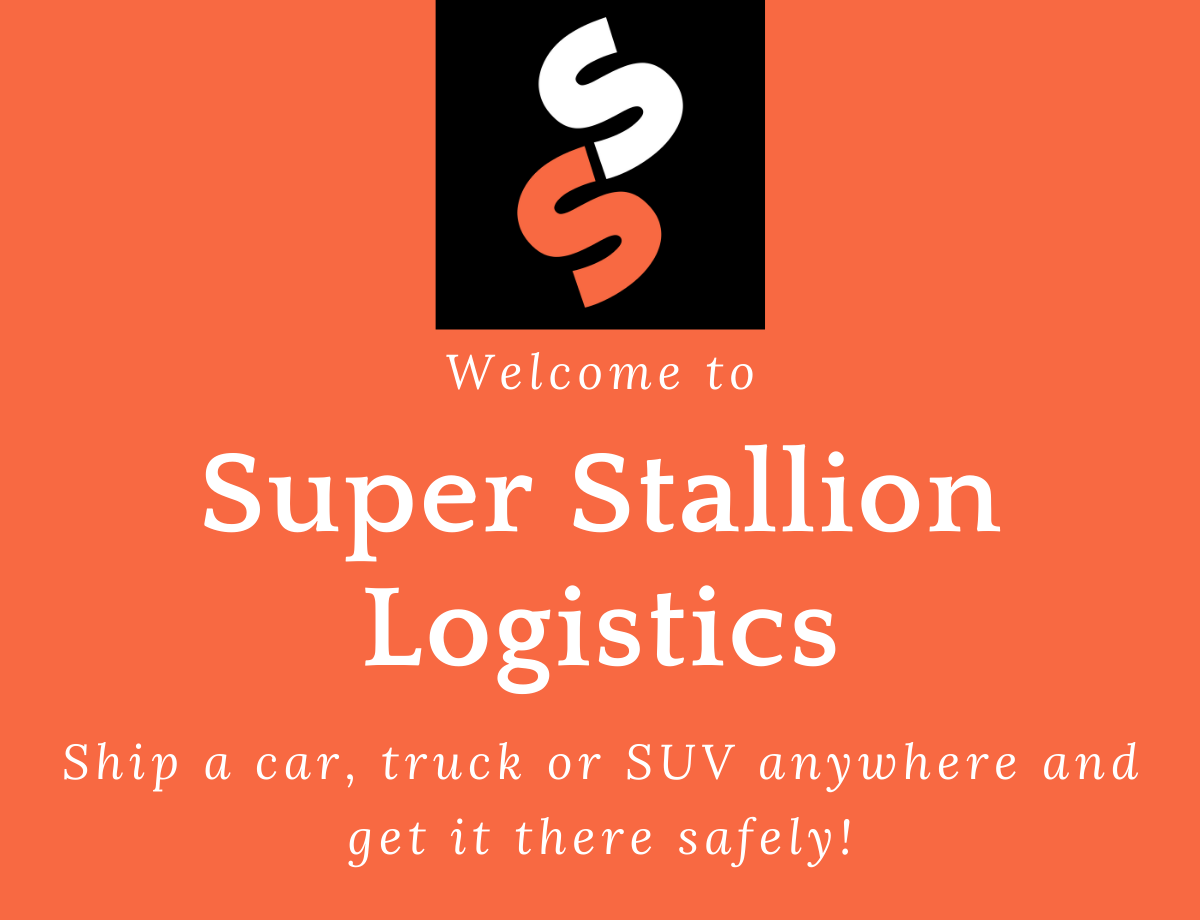 S
S
Welcome to
Super Stallion
Logistics
Ship a car, truck or SUV anywhere and
get it there safely!